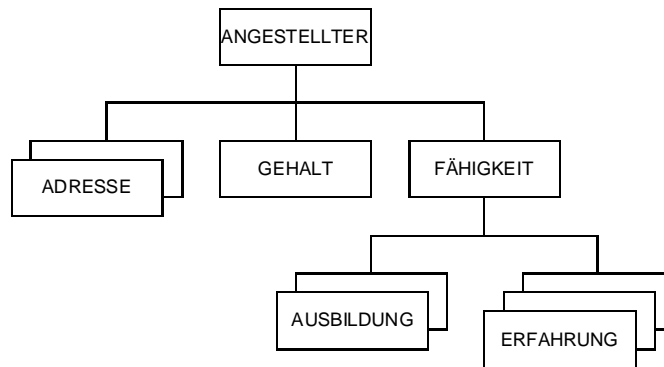 ANGESTELLTER
ADRESSE
GEHALT
FÄHIGKEIT
AUSBILDUNG
ERFAHRUNG